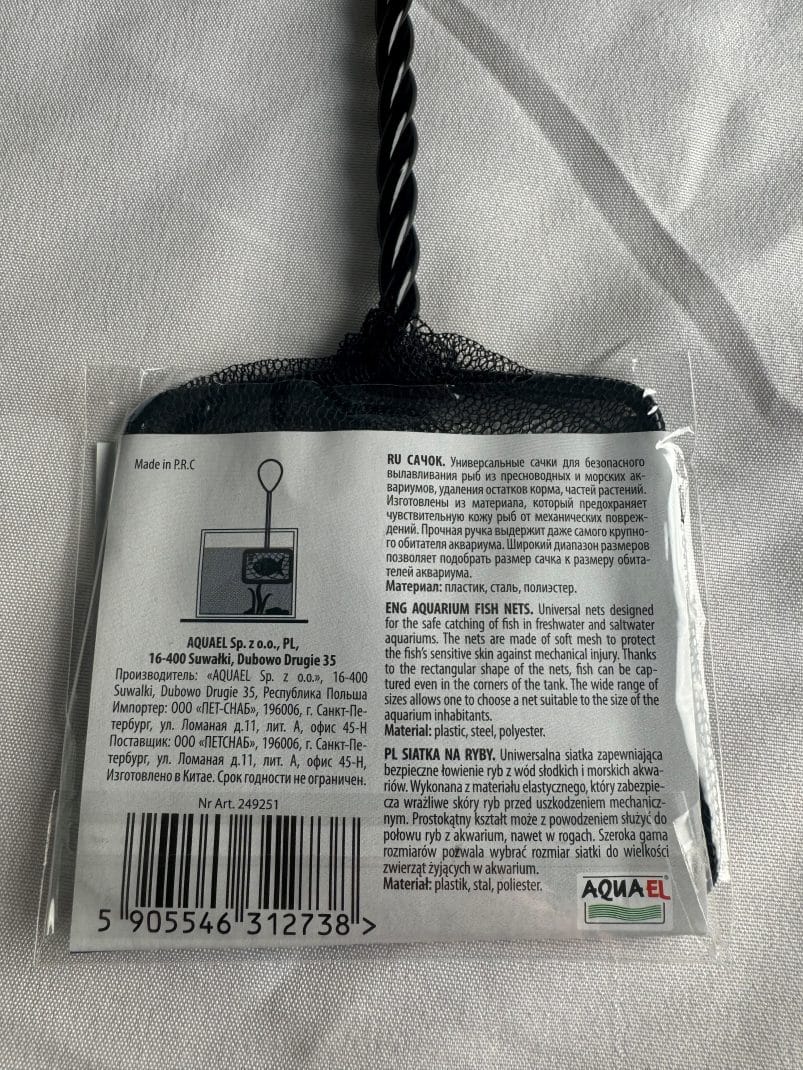 Made in P.R.C
AQUAEL Sp. z o.o., PL,
16-400 Suwałki, Dubowo Drugie 35
Производитель: «AQUAEL Sp. z o.o.», 16-400
Suwałki, Dubowo Drugie 35, Республика Польша
Импортер: ООО «ПЕТ-СНАБ», 196006, г. Санкт-Пе-
тербург, ул. Ломаная д.11, лит. А, офис 45-Н
Поставщик: ООО «ПЕТСНАБ», 196006, г. Санкт-Пе-
тербург, ул. Ломаная д.11, лит. А, офис 45-Н,
Изготовлено в Китае. Срок годности не ограничен.
Nr Art. 249251
5 905546 312738 >
RU САЧОК. Универсальные сачки для безопасного
вылавливания рыб из пресноводных и морских ак-
вариумов, удаления остатков корма, частей растений.
Изготовлены из материала, который предохраняет
чувствительную кожу рыб от механических повреж-
дений. Прочная ручка выдержит даже самого крупно-
го обитателя аквариума. Широкий диапазон размеров
позволяет подобрать размер сачка к размеру обита-
телей аквариума.
Материал: пластик, сталь, полиэстер.
ENG AQUARIUM FISH NETS. Universal nets designed
for the safe catching of fish in freshwater and saltwater
aquariums. The nets are made of soft mesh to protect
the fish's sensitive skin against mechanical injury. Thanks
to the rectangular shape of the nets, fish can be cap-
tured even in the corners of the tank. The wide range of
sizes allows one to choose a net suitable to the size of the
aquarium inhabitants.
Material: plastic, steel, polyester.
PL SIATKA NA RYBY. Uniwersalna siatka zapewniająca
bezpieczne łowienie ryb z wód słodkich i morskich akwa-
riów. Wykonana z materiału elastycznego, który zabezpie-
cza wrażliwe skóry ryb przed uszkodzeniem mechanicz-
nym. Prostokątny kształt może z powodzeniem służyć do
połowu ryb z akwarium, nawet w rogach. Szeroka gama
rozmiarów pozwala wybrać rozmiar siatki do wielkości
zwierząt żyjących w akwarium.
Materiał: plastik, stal, poliester.
AQUAEL®